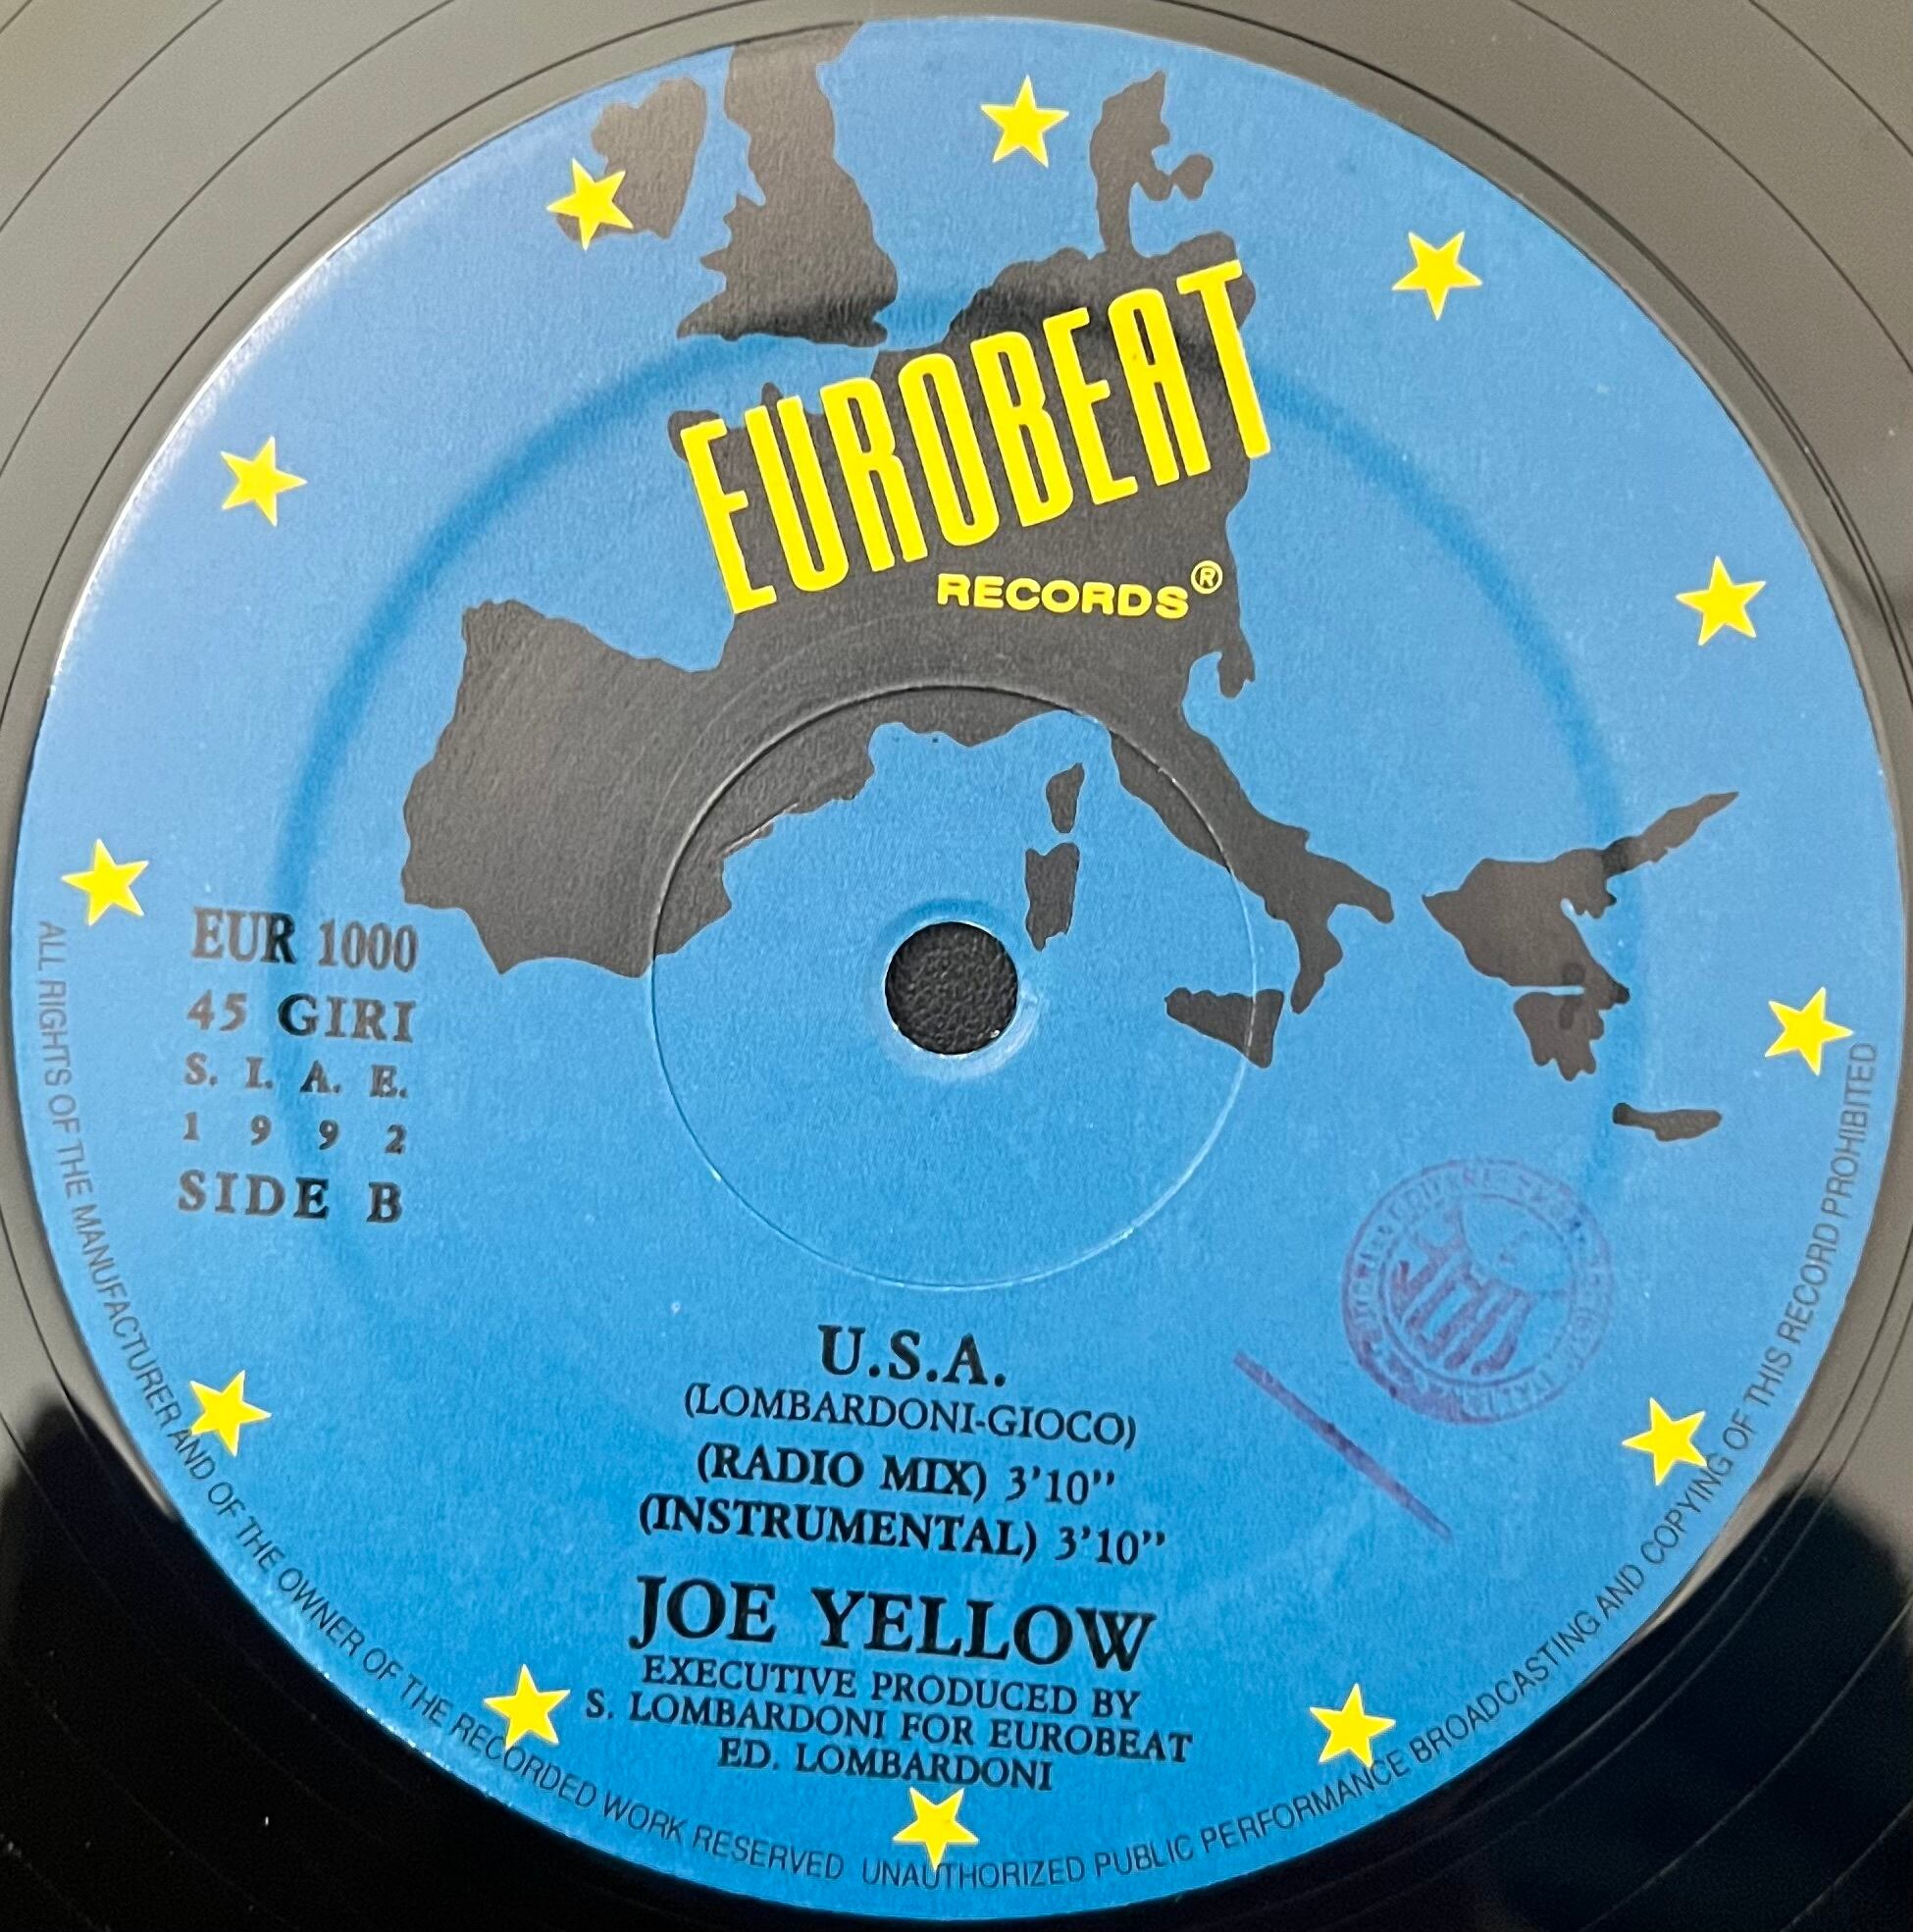 EUROBEAT
RECORDS®
EUR 1000
45 GIRI
S. I. A. E.
1 9 9 2
SIDE B
U.S.A.
(LOMBARDONI-GIOCO)
(RADIO MIX) 3'10''
(INSTRUMENTAL) 3'10''
JOE YELLOW
EXECUTIVE PRODUCED BY
S. LOMBARDONI FOR EUROBEAT
ED. LOMBARDONI
ALL RIGHTS OF THE MANUFACTURER AND OF THE OWNER OF THE RECORDED WORK RESERVED UNAUTHORIZED PUBLIC PERFORMANCE BROADCASTING AND COPYING OF THIS RECORD PROHIBITED